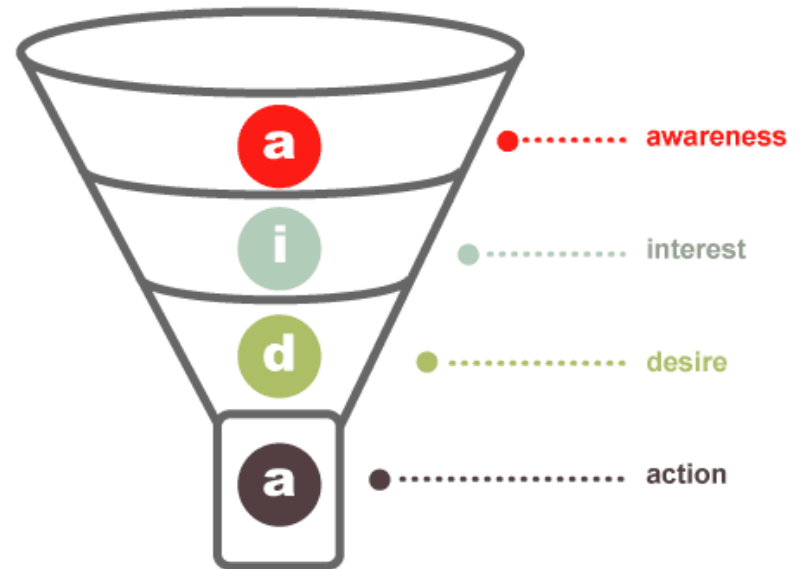 a awareness
i interest
d desire
a action